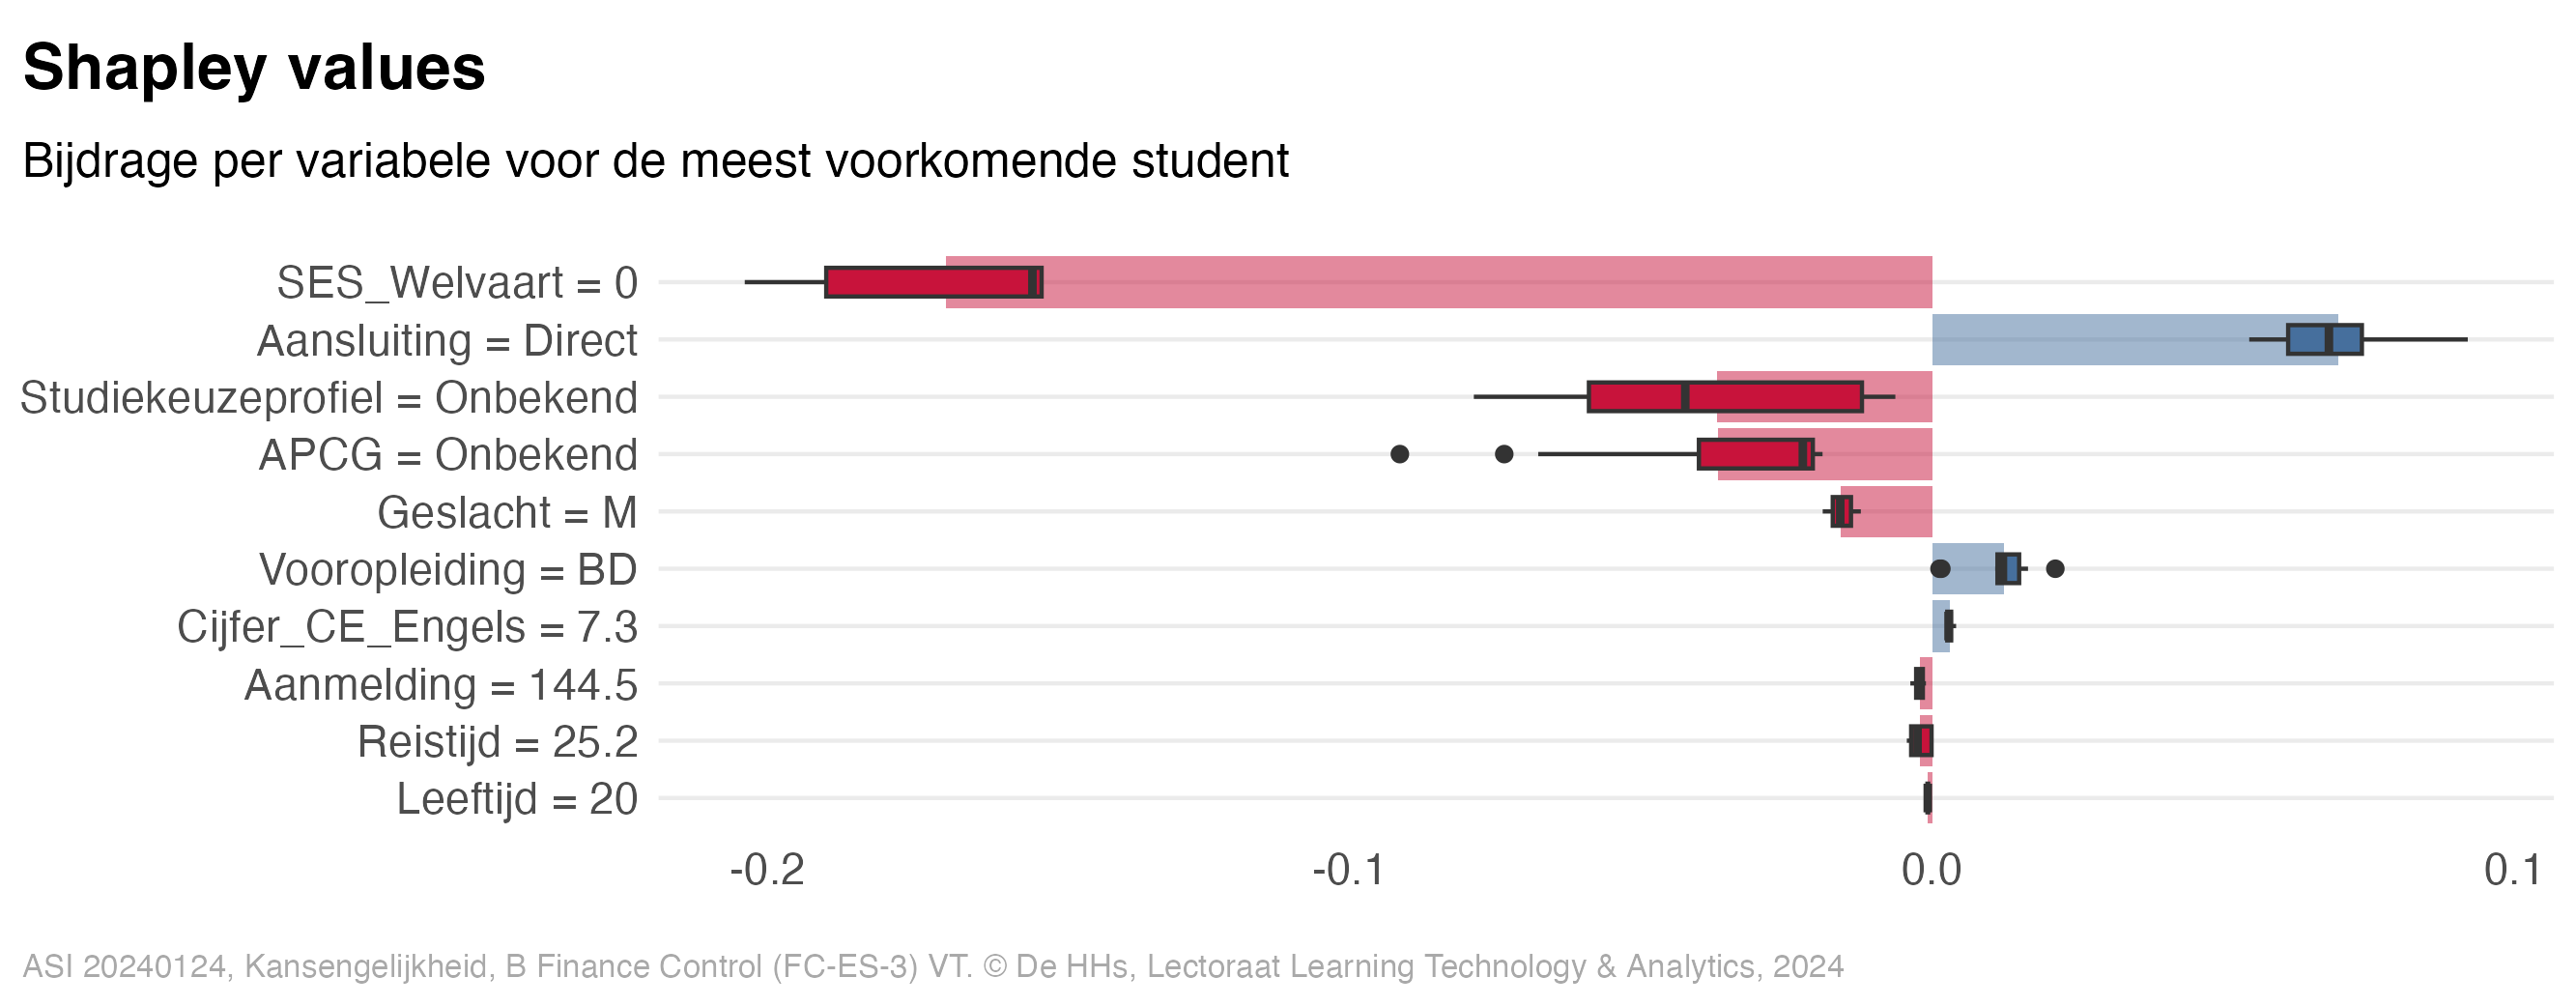 Shapley values
Bijdrage per variabele voor de meest voorkomende student
SES_Welvaart = 0
Aansluiting = Direct
Studiekeuzeprofiel = Onbekend
APCG = Onbekend
Geslacht = M
Vooropleiding = BD
Cijfer_CE_Engels = 7.3
Aanmelding = 144.5
Reistijd = 25.2
Leeftijd = 20
-0.2 -0.1 0.0 0.1
ASI 20240124, Kansengelijkheid, B Finance Control (FC-ES-3) VT. © De HHs, Lectoraat Learning Technology & Analytics, 2024